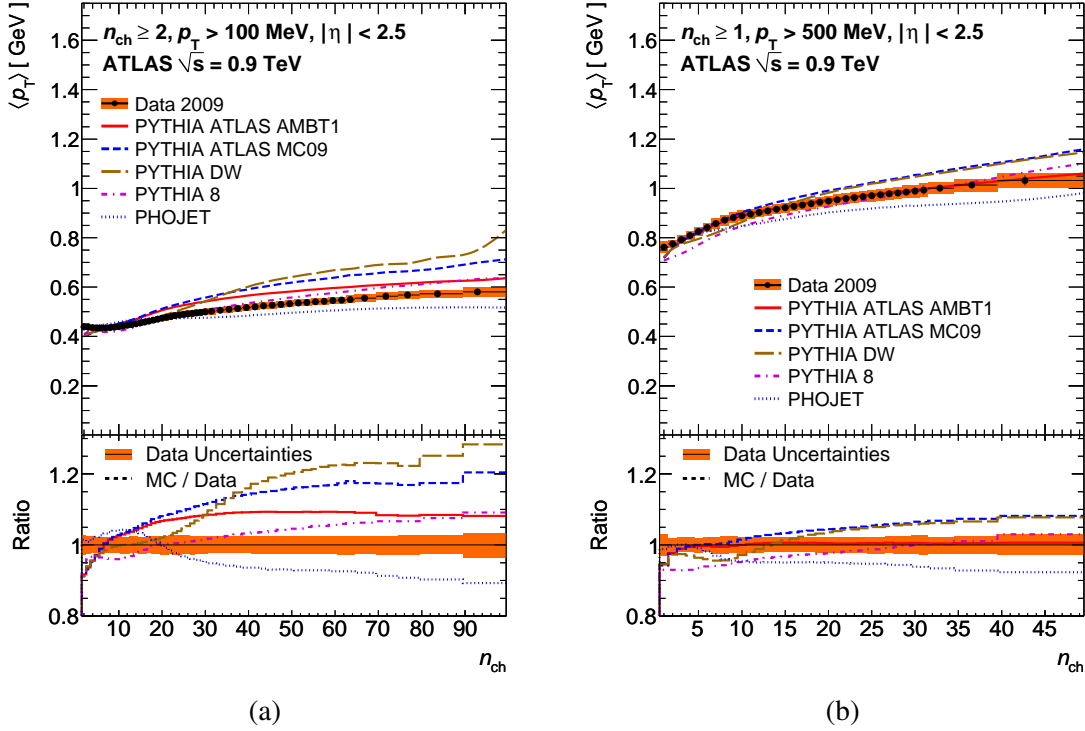 ⟨p_T⟩ [ GeV ]
1.6
1.4
1.2
1
0.8
0.6
0.4
0.2
n_ch ≥ 2, p_T > 100 MeV, | η | < 2.5
ATLAS √s = 0.9 TeV
Data 2009
PYTHIA ATLAS AMBT1
PYTHIA ATLAS MC09
PYTHIA DW
PYTHIA 8
PHOJET
Ratio
1.2
1
0.8
Data Uncertainties
MC / Data
10 20 30 40 50 60 70 80 90
n_ch
(a)
⟨p_T⟩ [ GeV ]
1.6
1.4
1.2
1
0.8
0.6
0.4
0.2
n_ch ≥ 1, p_T > 500 MeV, | η | < 2.5
ATLAS √s = 0.9 TeV
Data 2009
PYTHIA ATLAS AMBT1
PYTHIA ATLAS MC09
PYTHIA DW
PYTHIA 8
PHOJET
Ratio
1.2
1
0.8
Data Uncertainties
MC / Data
5 10 15 20 25 30 35 40 45
n_ch
(b)